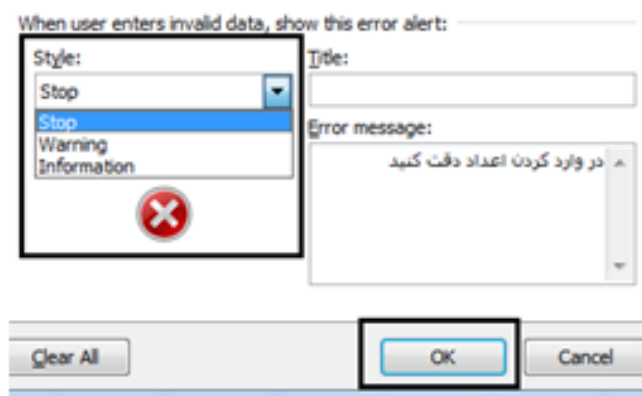 When user enters invalid data, show this error alert:
Style:
Stop
Stop
Warning
Information
Title:
Error message:
در وارد کردن اعداد دقت کنید
Clear All
OK
Cancel